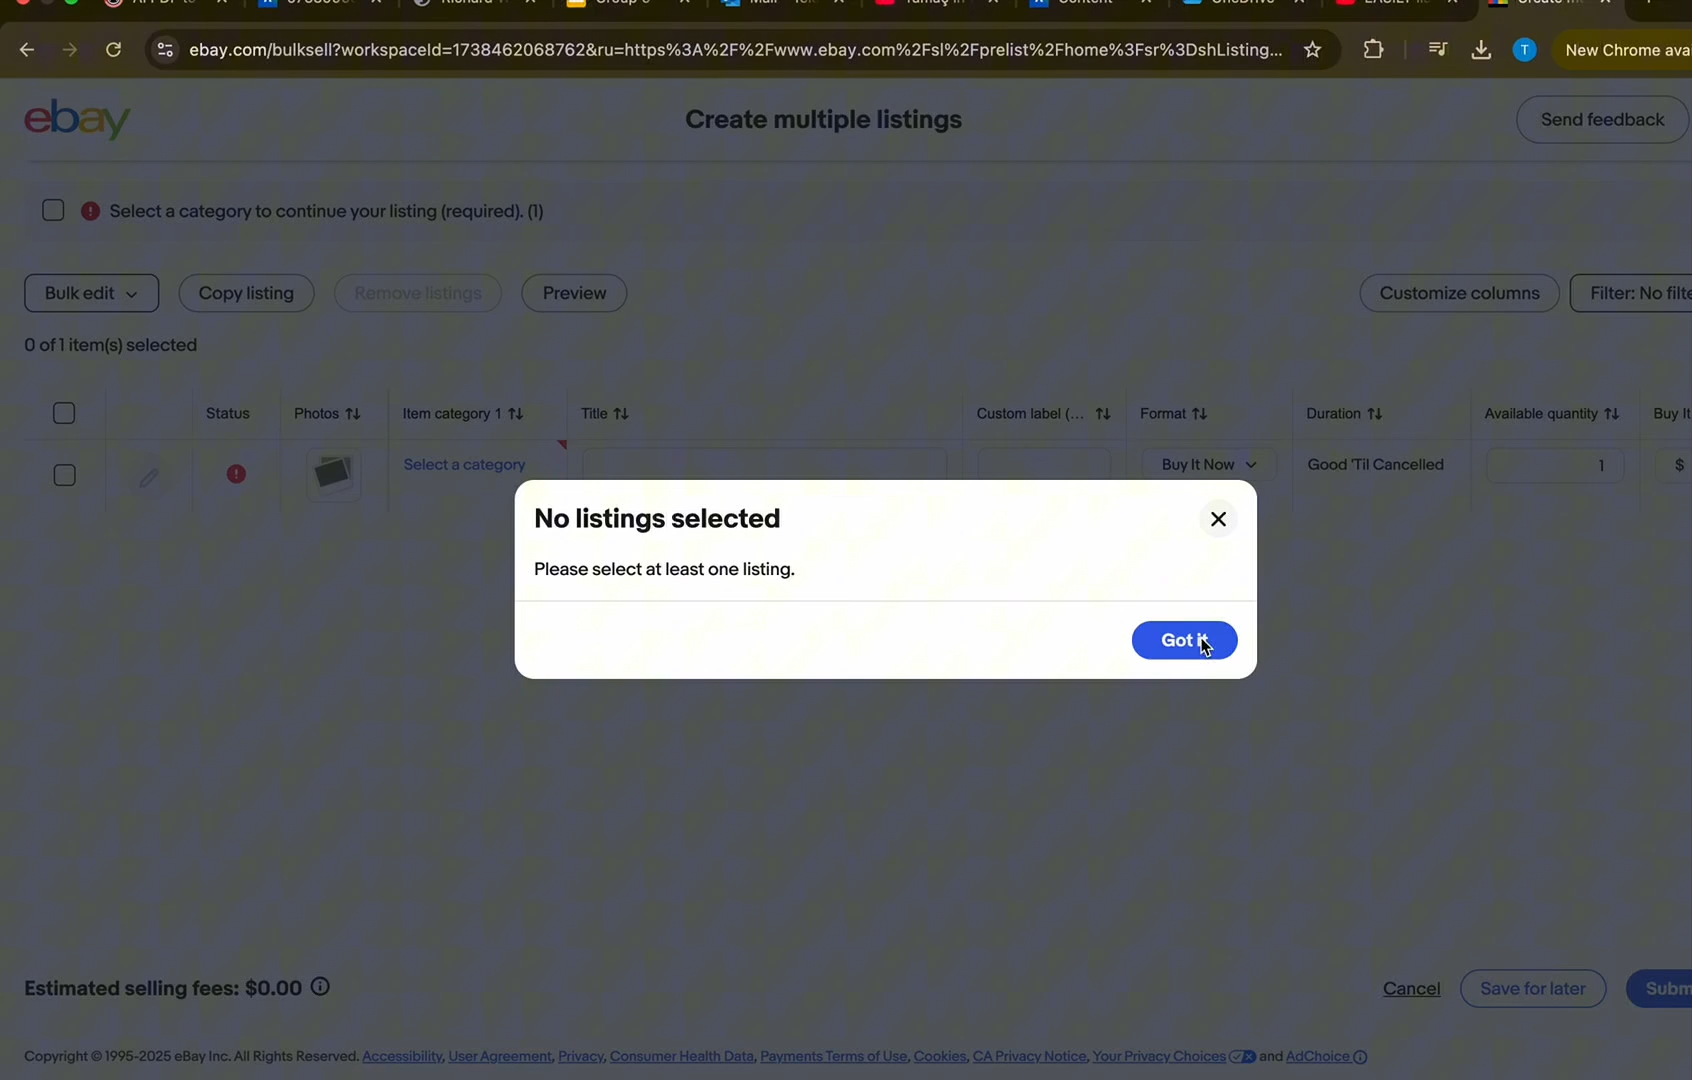 ebay.com/bulksell?workspaceId=1738462068762&ru=https%3A%2F%2Fwww.ebay.com%2Fsl%2Fprelist%2Fhome%3Fsr%3DshListing...
T
New Chrome avai
ebay
Create multiple listings
Send feedback
Select a category to continue your listing (required). (1)
Bulk edit
Copy listing
Remove listings
Preview
Customize columns
Filter: No filte
0 of 1 item(s) selected
Status
Photos
Item category 1
Title
Custom label (...
Format
Duration
Available quantity
Buy It
Select a category
Buy It Now
Good 'Til Cancelled
1
$
No listings selected
Please select at least one listing.
Got it
Estimated selling fees: $0.00
Cancel
Save for later
Subm
Copyright © 1995-2025 eBay Inc. All Rights Reserved. Accessibility, User Agreement, Privacy, Consumer Health Data, Payments Terms of Use, Cookies, CA Privacy Notice, Your Privacy Choices and AdChoice